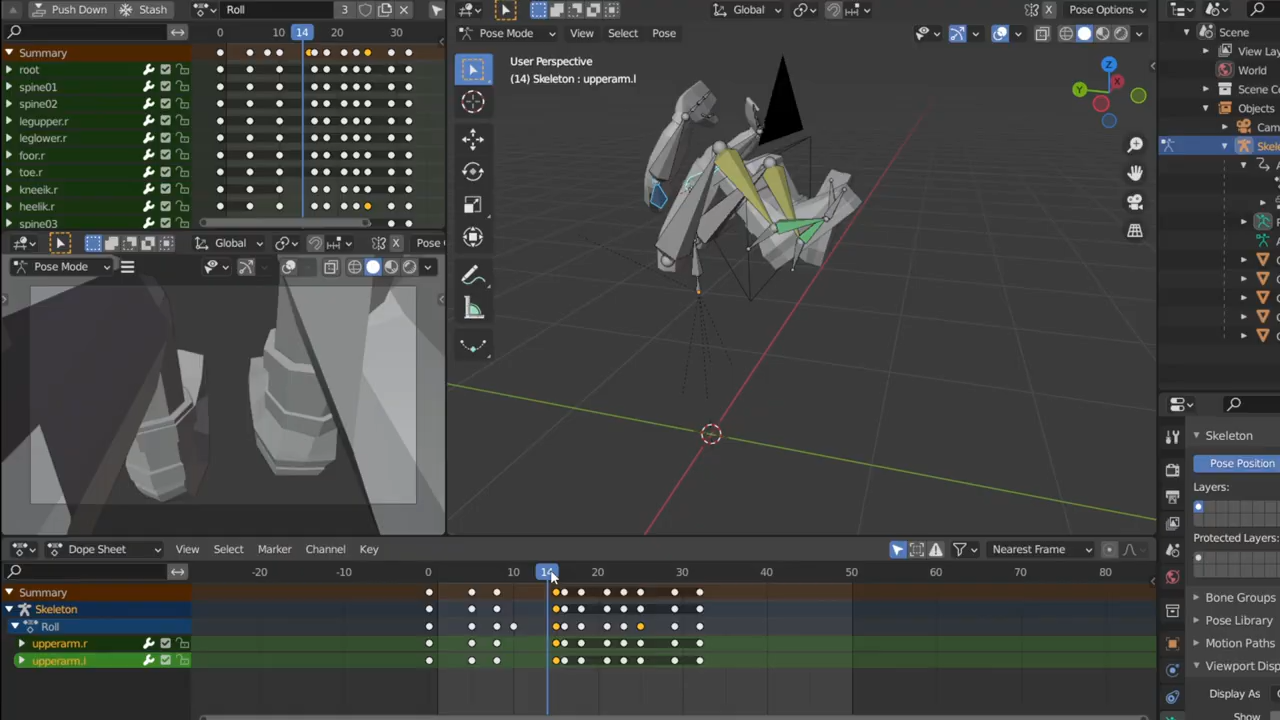 Push Down Stash Roll 3
0 10 14 20 30
Summary
root
spine01
spine02
legupper.r
leglower.r
foor.r
toe.r
kneeik.r
heelik.r
spine03
Global Pose
Pose Mode
Global Pose Options
Pose Mode View Select Pose
User Perspective
(14) Skeleton : upperarm.l
Z
X
Y
Scene
View Lay
World
Scene C
Objects
Cam
Skele
Skeleton
Pose Position
Layers:
Protected Layers:
Bone Groups
Pose Library
Motion Paths
Viewport Disp
Display As
Show
Dope Sheet View Select Marker Channel Key Nearest Frame
-20 -10 0 10 14 20 30 40 50 60 70 80
Summary
Skeleton
Roll
upperarm.r
upperarm.l